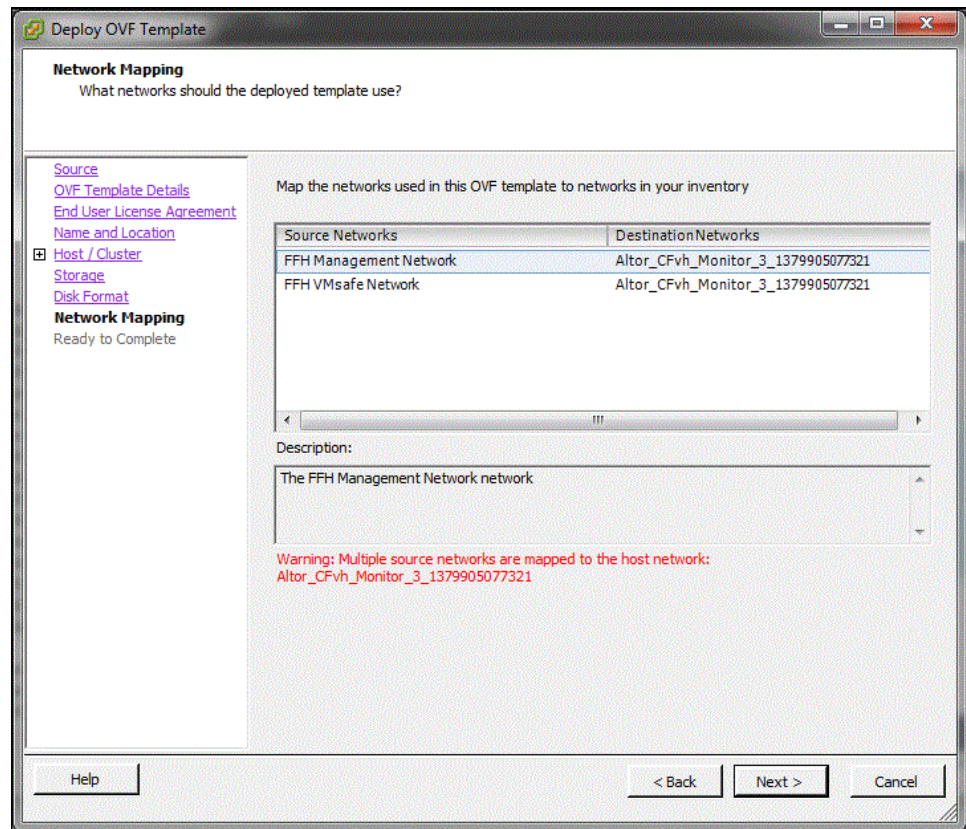 Deploy OVF Template
Network Mapping
What networks should the deployed template use?
Source
OVF Template Details
End User License Agreement
Name and Location
Host / Cluster
Storage
Disk Format
Network Mapping
Ready to Complete
Map the networks used in this OVF template to networks in your inventory
Source Networks DestinationNetworks
FFH Management Network Altor_CFvh_Monitor_3_1379905077321
FFH VMsafe Network Altor_CFvh_Monitor_3_1379905077321
Description:
The FFH Management Network network
Warning: Multiple source networks are mapped to the host network:
Altor_CFvh_Monitor_3_1379905077321
Help < Back Next > Cancel